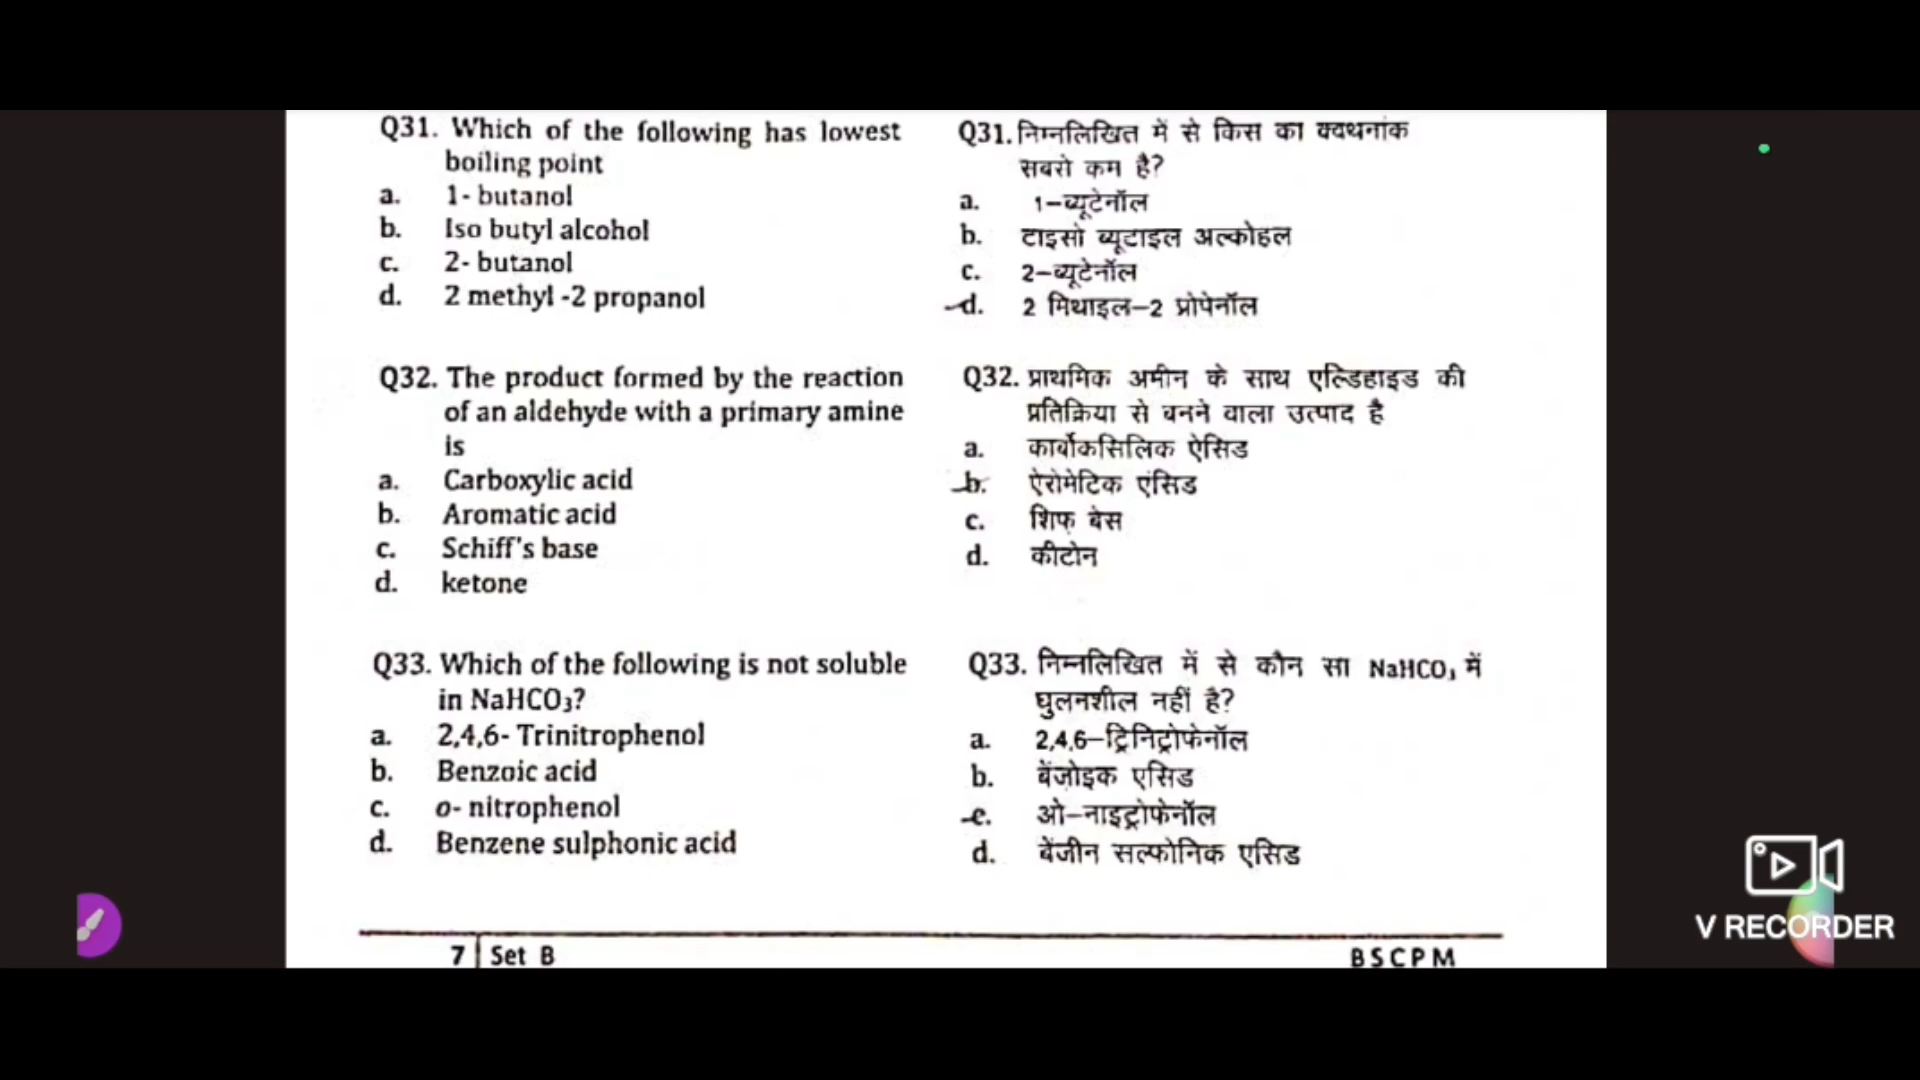 Q31. Which of the following has lowest
boiling point
a. 1- butanol
b. Iso butyl alcohol
c. 2- butanol
d. 2 methyl -2 propanol
Q32. The product formed by the reaction
of an aldehyde with a primary amine
is
a. Carboxylic acid
b. Aromatic acid
c. Schiff's base
d. ketone
Q33. Which of the following is not soluble
in NaHCO₃?
a. 2,4,6- Trinitrophenol
b. Benzoic acid
c. o- nitrophenol
d. Benzene sulphonic acid
Q31. निम्नलिखित में से किस का क्वथनांक
सबसे कम है?
a. 1–ब्यूटेनॉल
b. टाइसो ब्यूटाइल अल्कोहल
c. 2–ब्यूटेनॉल
d. 2 मिथाइल–2 प्रोपेनॉल
Q32. प्राथमिक अमीन के साथ एल्डिहाइड की
प्रतिक्रिया से बनने वाला उत्पाद है
a. कार्बोकसिलिक ऐसिड
b. ऐरोमेटिक एंसिड
c. शिफ् बेस
d. कीटोन
Q33. निम्नलिखित में से कौन सा NaHCO₃ में
घुलनशील नहीं है?
a. 2,4,6–ट्रिनिट्रोफेनॉल
b. बेंज़ोइक एसिड
c. ओ–नाइट्रोफेनॉल
d. बेंजीन सल्फोनिक एसिड
7 Set B BSCPM
V RECORDER